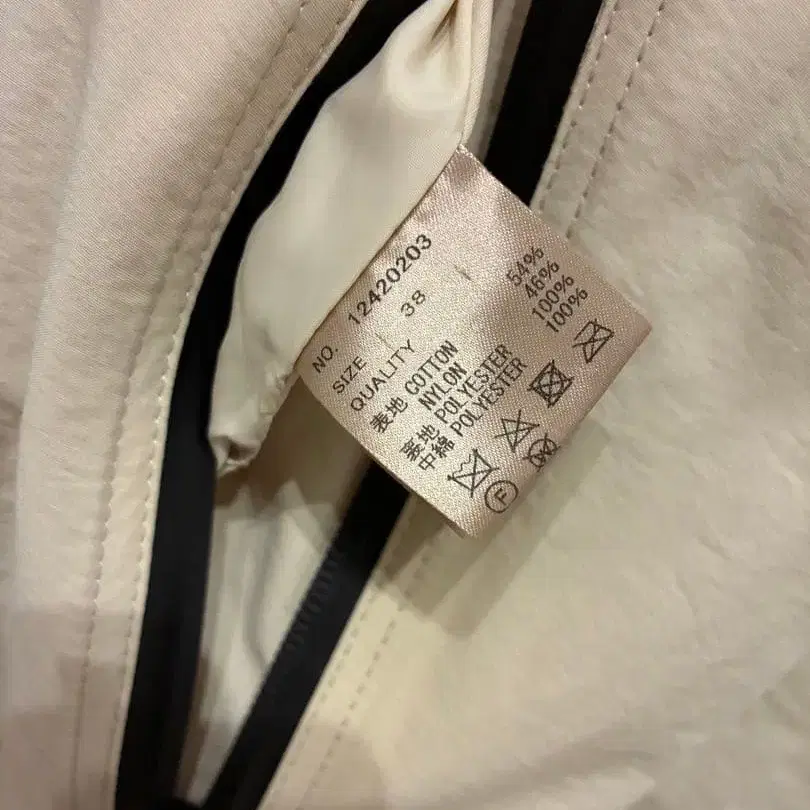 NO. 12420203
SIZE 38
QUALITY
表地 COTTON 54%
NYLON 46%
裏地 POLYESTER 100%
中綿 POLYESTER 100%
F